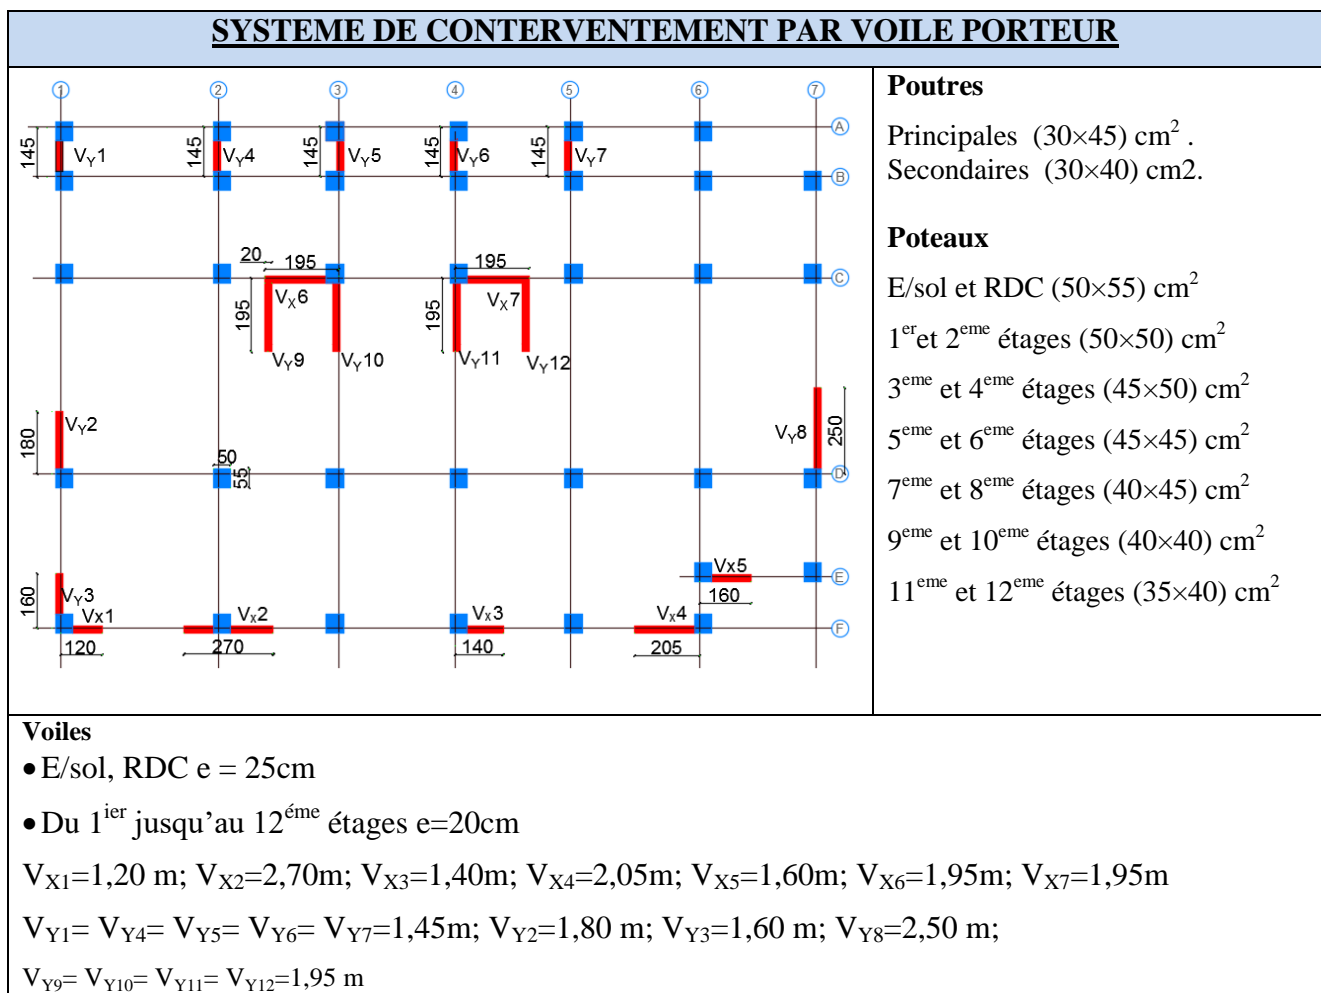 SYSTEME DE CONTERVENTEMENT PAR VOILE PORTEUR
1 2 3 4 5 6 7
A
145 VY1 145 VY4 145 VY5 145 VY6 145 VY7
B
20 195 195
C
195 VX6 195 VX7
VY9 VY10 VY11 VY12
180 VY2 VY8 250
50
55
D
Vx5
E
160 VY3 160
Vx1 Vx2 Vx3 Vx4
F
120 270 140 205
Poutres
Principales (30×45) cm² .
Secondaires (30×40) cm2.
Poteaux
E/sol et RDC (50×55) cm²
1er et 2eme étages (50×50) cm²
3eme et 4eme étages (45×50) cm²
5eme et 6eme étages (45×45) cm²
7eme et 8eme étages (40×45) cm²
9eme et 10eme étages (40×40) cm²
11eme et 12eme étages (35×40) cm²
Voiles
• E/sol, RDC e = 25cm
• Du 1ier jusqu’au 12éme étages e=20cm
VX1=1,20 m; VX2=2,70m; VX3=1,40m; VX4=2,05m; VX5=1,60m; VX6=1,95m; VX7=1,95m
VY1= VY4= VY5= VY6= VY7=1,45m; VY2=1,80 m; VY3=1,60 m; VY8=2,50 m;
VY9= VY10= VY11= VY12=1,95 m